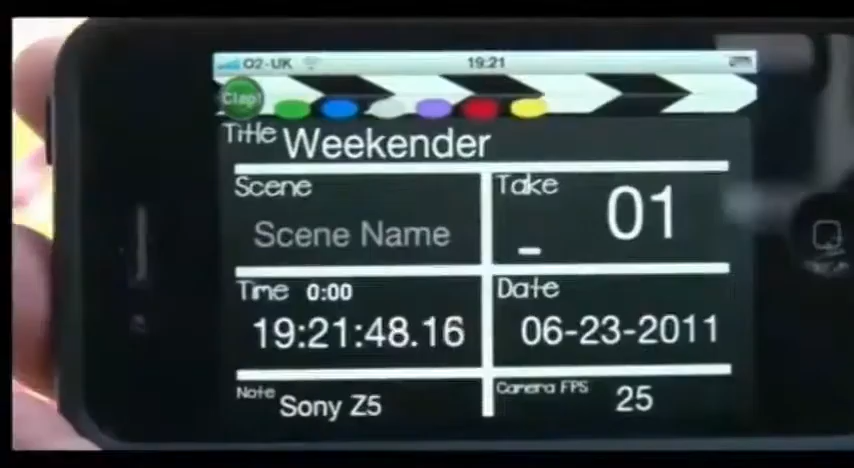 O2-UK 19:21
Clap!
Title Weekender
Scene Take 01
Scene Name
Time 0:00 Date
19:21:48.16 06-23-2011
Note Sony Z5 Camera FPS 25